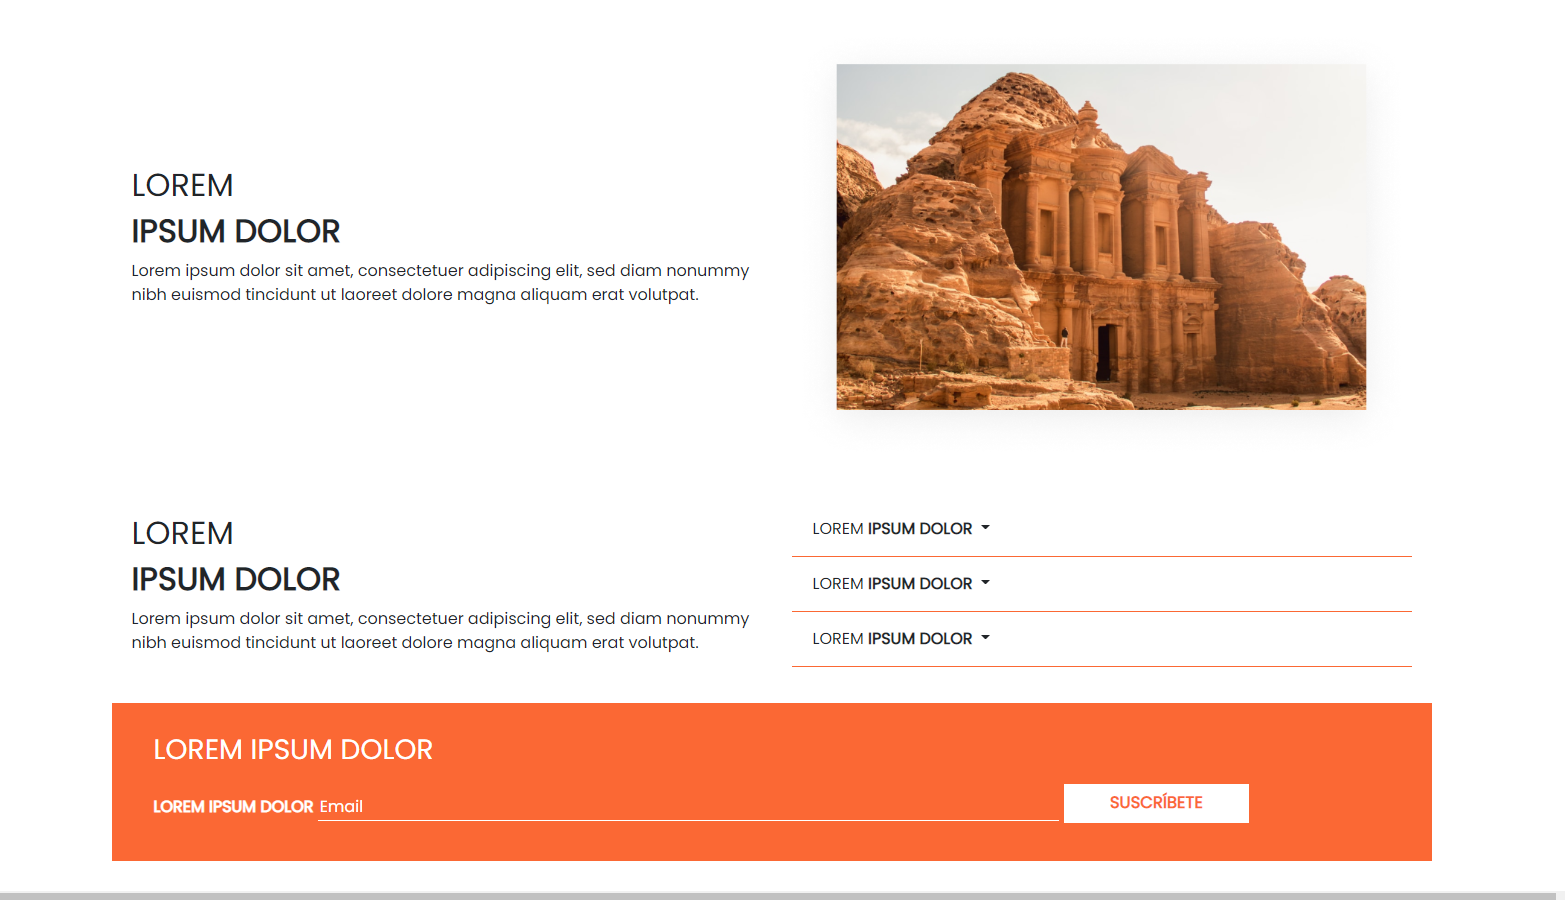 LOREM
IPSUM DOLOR
Lorem ipsum dolor sit amet, consectetuer adipiscing elit, sed diam nonummy
nibh euismod tincidunt ut laoreet dolore magna aliquam erat volutpat.
LOREM
IPSUM DOLOR
Lorem ipsum dolor sit amet, consectetuer adipiscing elit, sed diam nonummy
nibh euismod tincidunt ut laoreet dolore magna aliquam erat volutpat.
LOREM IPSUM DOLOR
LOREM IPSUM DOLOR
LOREM IPSUM DOLOR
LOREM IPSUM DOLOR
LOREM IPSUM DOLOR Email SUSCRÍBETE